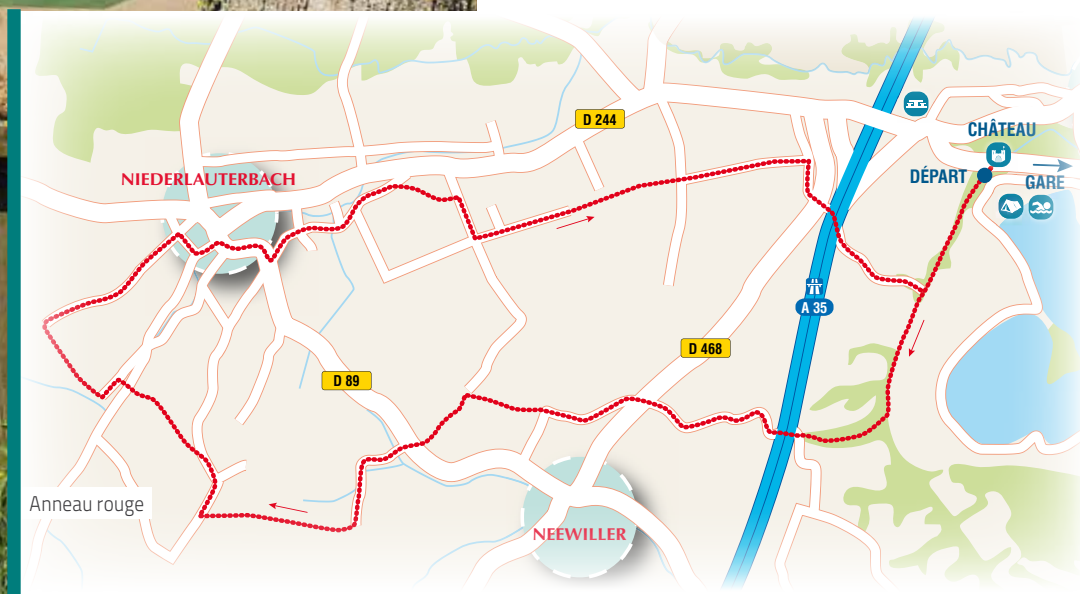 D 244
CHÂTEAU
DÉPART
GARE
NIEDERLAUTERBACH
A 35
D 468
D 89
Anneau rouge
NEEWILLER